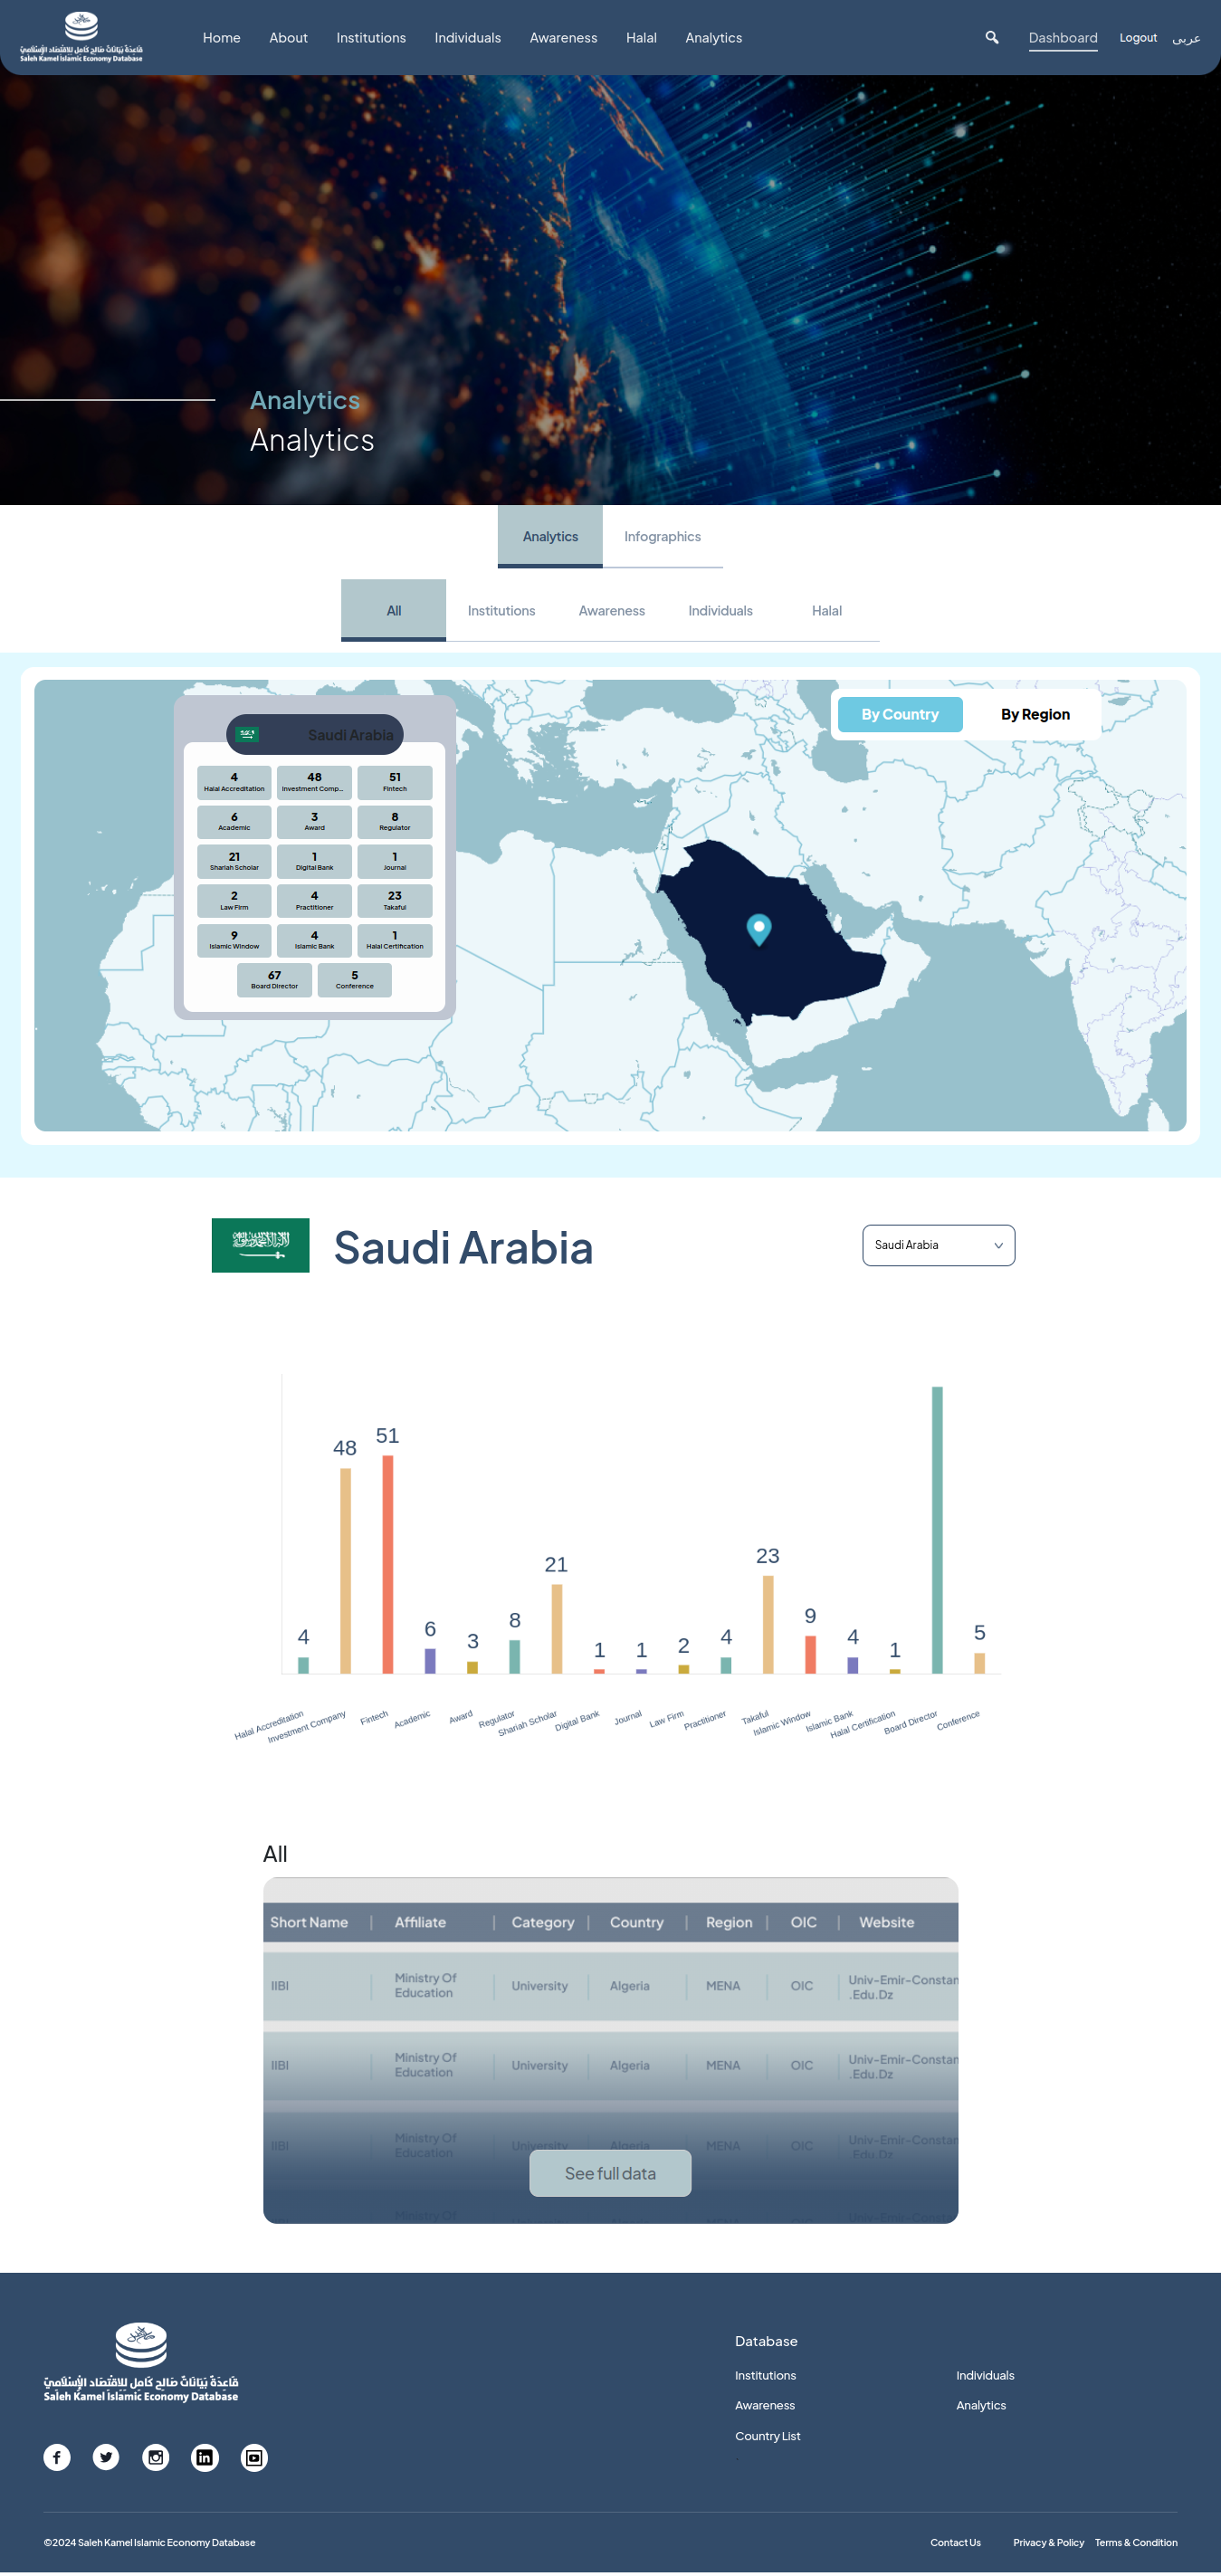 قاعدة بيانات صالح كامل للاقتصاد الإسلامي
Saleh Kamel Islamic Economy Database
Home
About
Institutions
Individuals
Awareness
Halal
Analytics
Dashboard
Logout
عربى
Analytics
Analytics
Analytics
Infographics
All
Institutions
Awareness
Individuals
Halal
By Country
By Region
Saudi Arabia
4
Halal Accreditation
48
Investment Comp...
51
Fintech
6
Academic
3
Award
8
Regulator
21
Shariah Scholar
1
Digital Bank
1
Journal
2
Law Firm
4
Practitioner
23
Takaful
9
Islamic Window
4
Islamic Bank
1
Halal Certification
67
Board Director
5
Conference
Saudi Arabia
Saudi Arabia
4
48
51
6
3
8
21
1
1
2
4
23
9
4
1
5
Halal Accreditation
Investment Company
Fintech
Academic
Award
Regulator
Shariah Scholar
Digital Bank
Journal
Law Firm
Practitioner
Takaful
Islamic Window
Islamic Bank
Halal Certification
Board Director
Conference
All
Short Name | Affiliate | Category | Country | Region | OIC | Website
IIBI
Ministry Of
Education
University
Algeria
MENA
OIC
Univ-Emir-Constan
.Edu.Dz
IIBI
Ministry Of
Education
University
Algeria
MENA
OIC
Univ-Emir-Constan
.Edu.Dz
IIBI
Ministry Of
Education
University
Algeria
MENA
OIC
Univ-Emir-Constan
.Edu.Dz
See full data
Ministry Of
قاعدة بيانات صالح كامل للاقتصاد الإسلامي
Saleh Kamel Islamic Economy Database
Database
Institutions
Individuals
Awareness
Analytics
Country List
©2024 Saleh Kamel Islamic Economy Database
Contact Us
Privacy & Policy
Terms & Condition